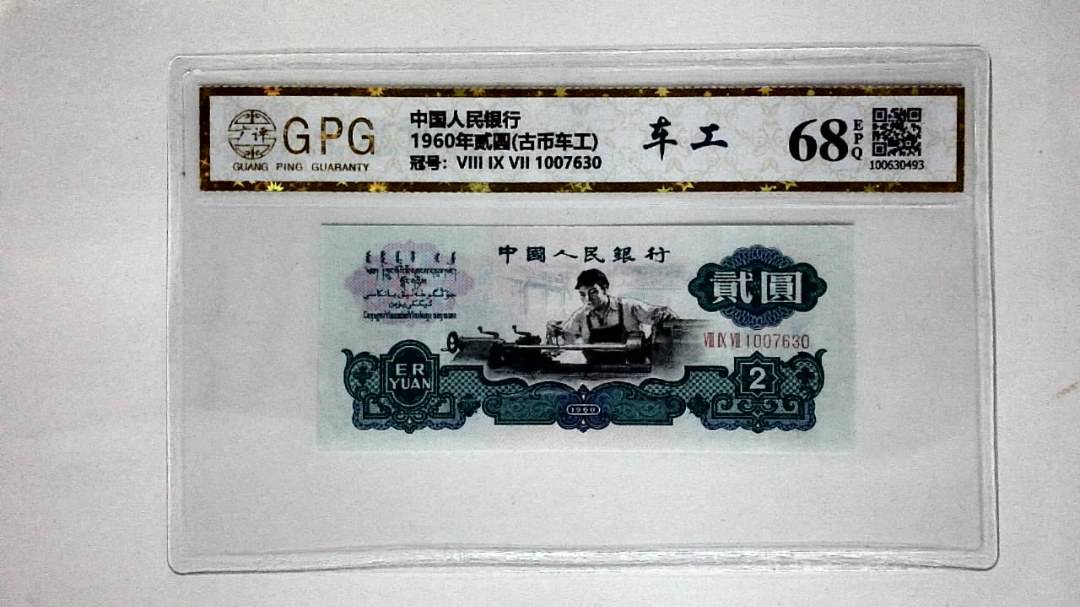 广评
GPG
GUANG PING GUARANTY
中国人民银行
1960年贰圆(古币车工)
冠号: VIII IX VII 1007630
车工
68
EPQ
100630493
中國人民銀行
貳圓
VIII IX VII 1007630
ER
YUAN
1960
2